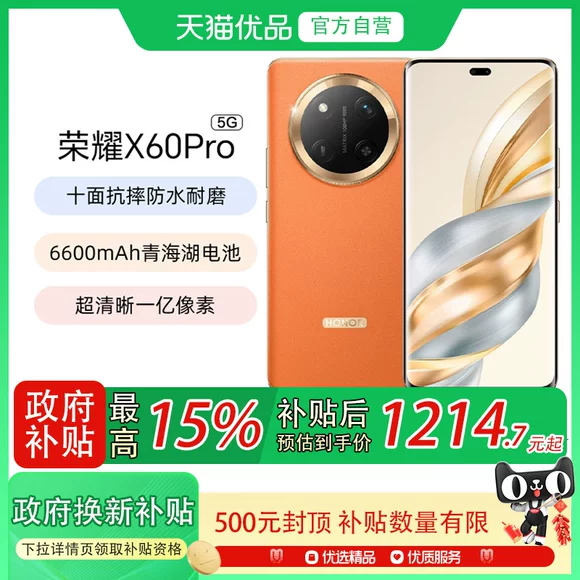 天猫优品 官方自营
5G
荣耀X60Pro
十面抗摔防水耐磨
6600mAh青海湖电池
超清晰一亿像素
MATRIX 108MP
HONOR
政府补贴
最高15%
补贴后
预估到手价
1214.7元起
政府换新补贴
下拉详情页领取补贴资格
500元封顶 补贴数量有限
优选精品 优质服务